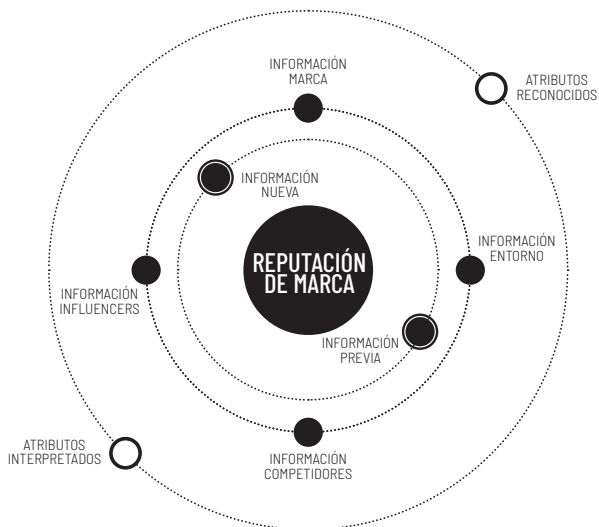 INFORMACIÓN
MARCA
ATRIBUTOS
RECONOCIDOS
INFORMACIÓN
NUEVA
INFORMACIÓN
ENTORNO
REPUTACIÓN
DE MARCA
INFORMACIÓN
INFLUENCERS
INFORMACIÓN
PREVIA
ATRIBUTOS
INTERPRETADOS
INFORMACIÓN
COMPETIDORES